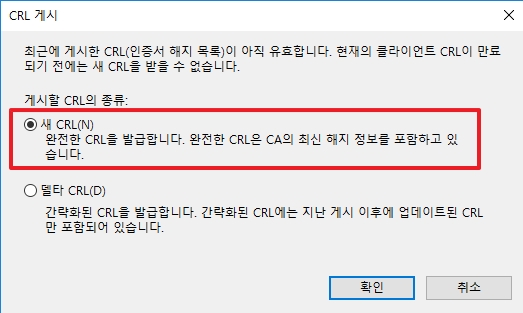 CRL 게시
최근에 게시한 CRL(인증서 해지 목록)이 아직 유효합니다. 현재의 클라이언트 CRL이 만료
되기 전에는 새 CRL을 받을 수 없습니다.
게시할 CRL의 종류:
새 CRL(N)
완전한 CRL을 발급합니다. 완전한 CRL은 CA의 최신 해지 정보를 포함하고 있
습니다.
델타 CRL(D)
간략화된 CRL을 발급합니다. 간략화된 CRL에는 지난 게시 이후에 업데이트된 CRL
만 포함되어 있습니다.
확인
취소